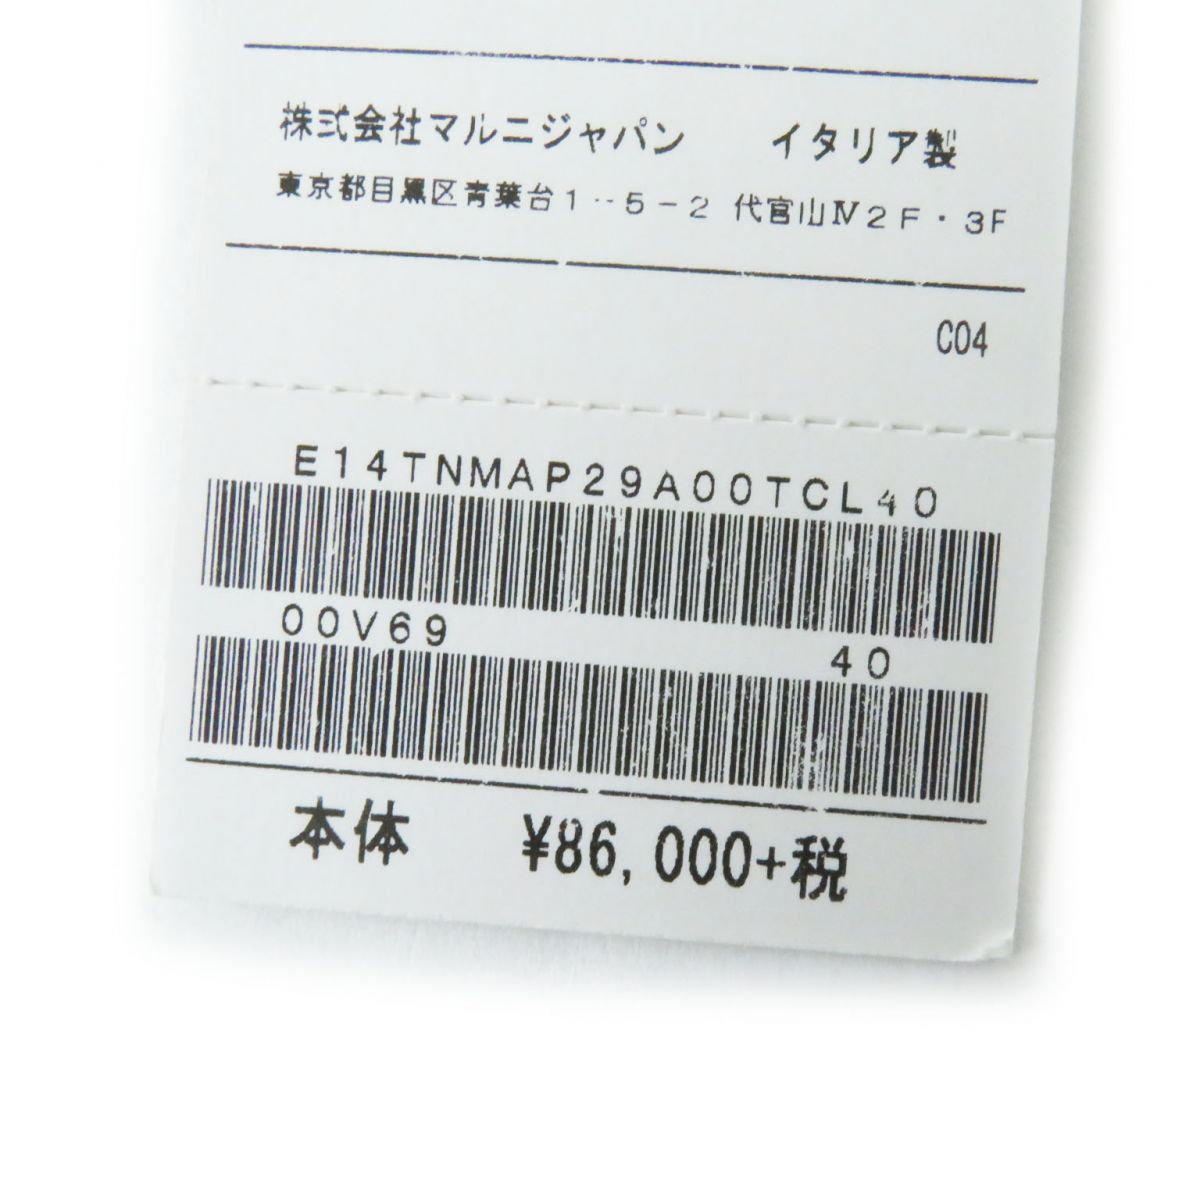 株式会社マルニジャパン　イタリア製
東京都目黒区青葉台1-5-2 代官山Ⅳ2F・3F
C04
E14TNMAP29A00TCL40
00V69 40
本体 ¥86,000+税